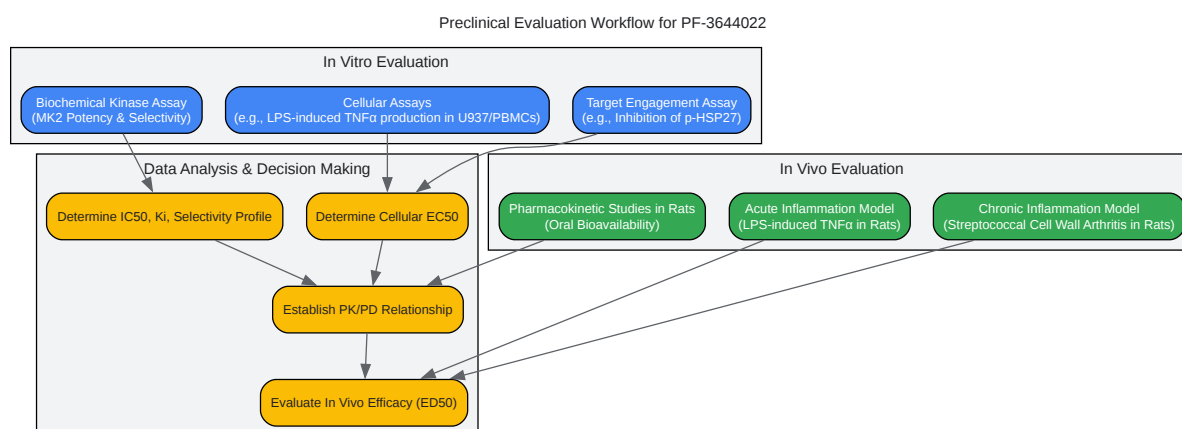 Preclinical Evaluation Workflow for PF-3644022
In Vitro Evaluation
Biochemical Kinase Assay
(MK2 Potency & Selectivity)
Cellular Assays
(e.g., LPS-induced TNFα production in U937/PBMCs)
Target Engagement Assay
(e.g., Inhibition of p-HSP27)
Data Analysis & Decision Making
Determine IC50, Ki, Selectivity Profile
Determine Cellular EC50
In Vivo Evaluation
Pharmacokinetic Studies in Rats
(Oral Bioavailability)
Acute Inflammation Model
(LPS-induced TNFα in Rats)
Chronic Inflammation Model
(Streptococcal Cell Wall Arthritis in Rats)
Establish PK/PD Relationship
Evaluate In Vivo Efficacy (ED50)